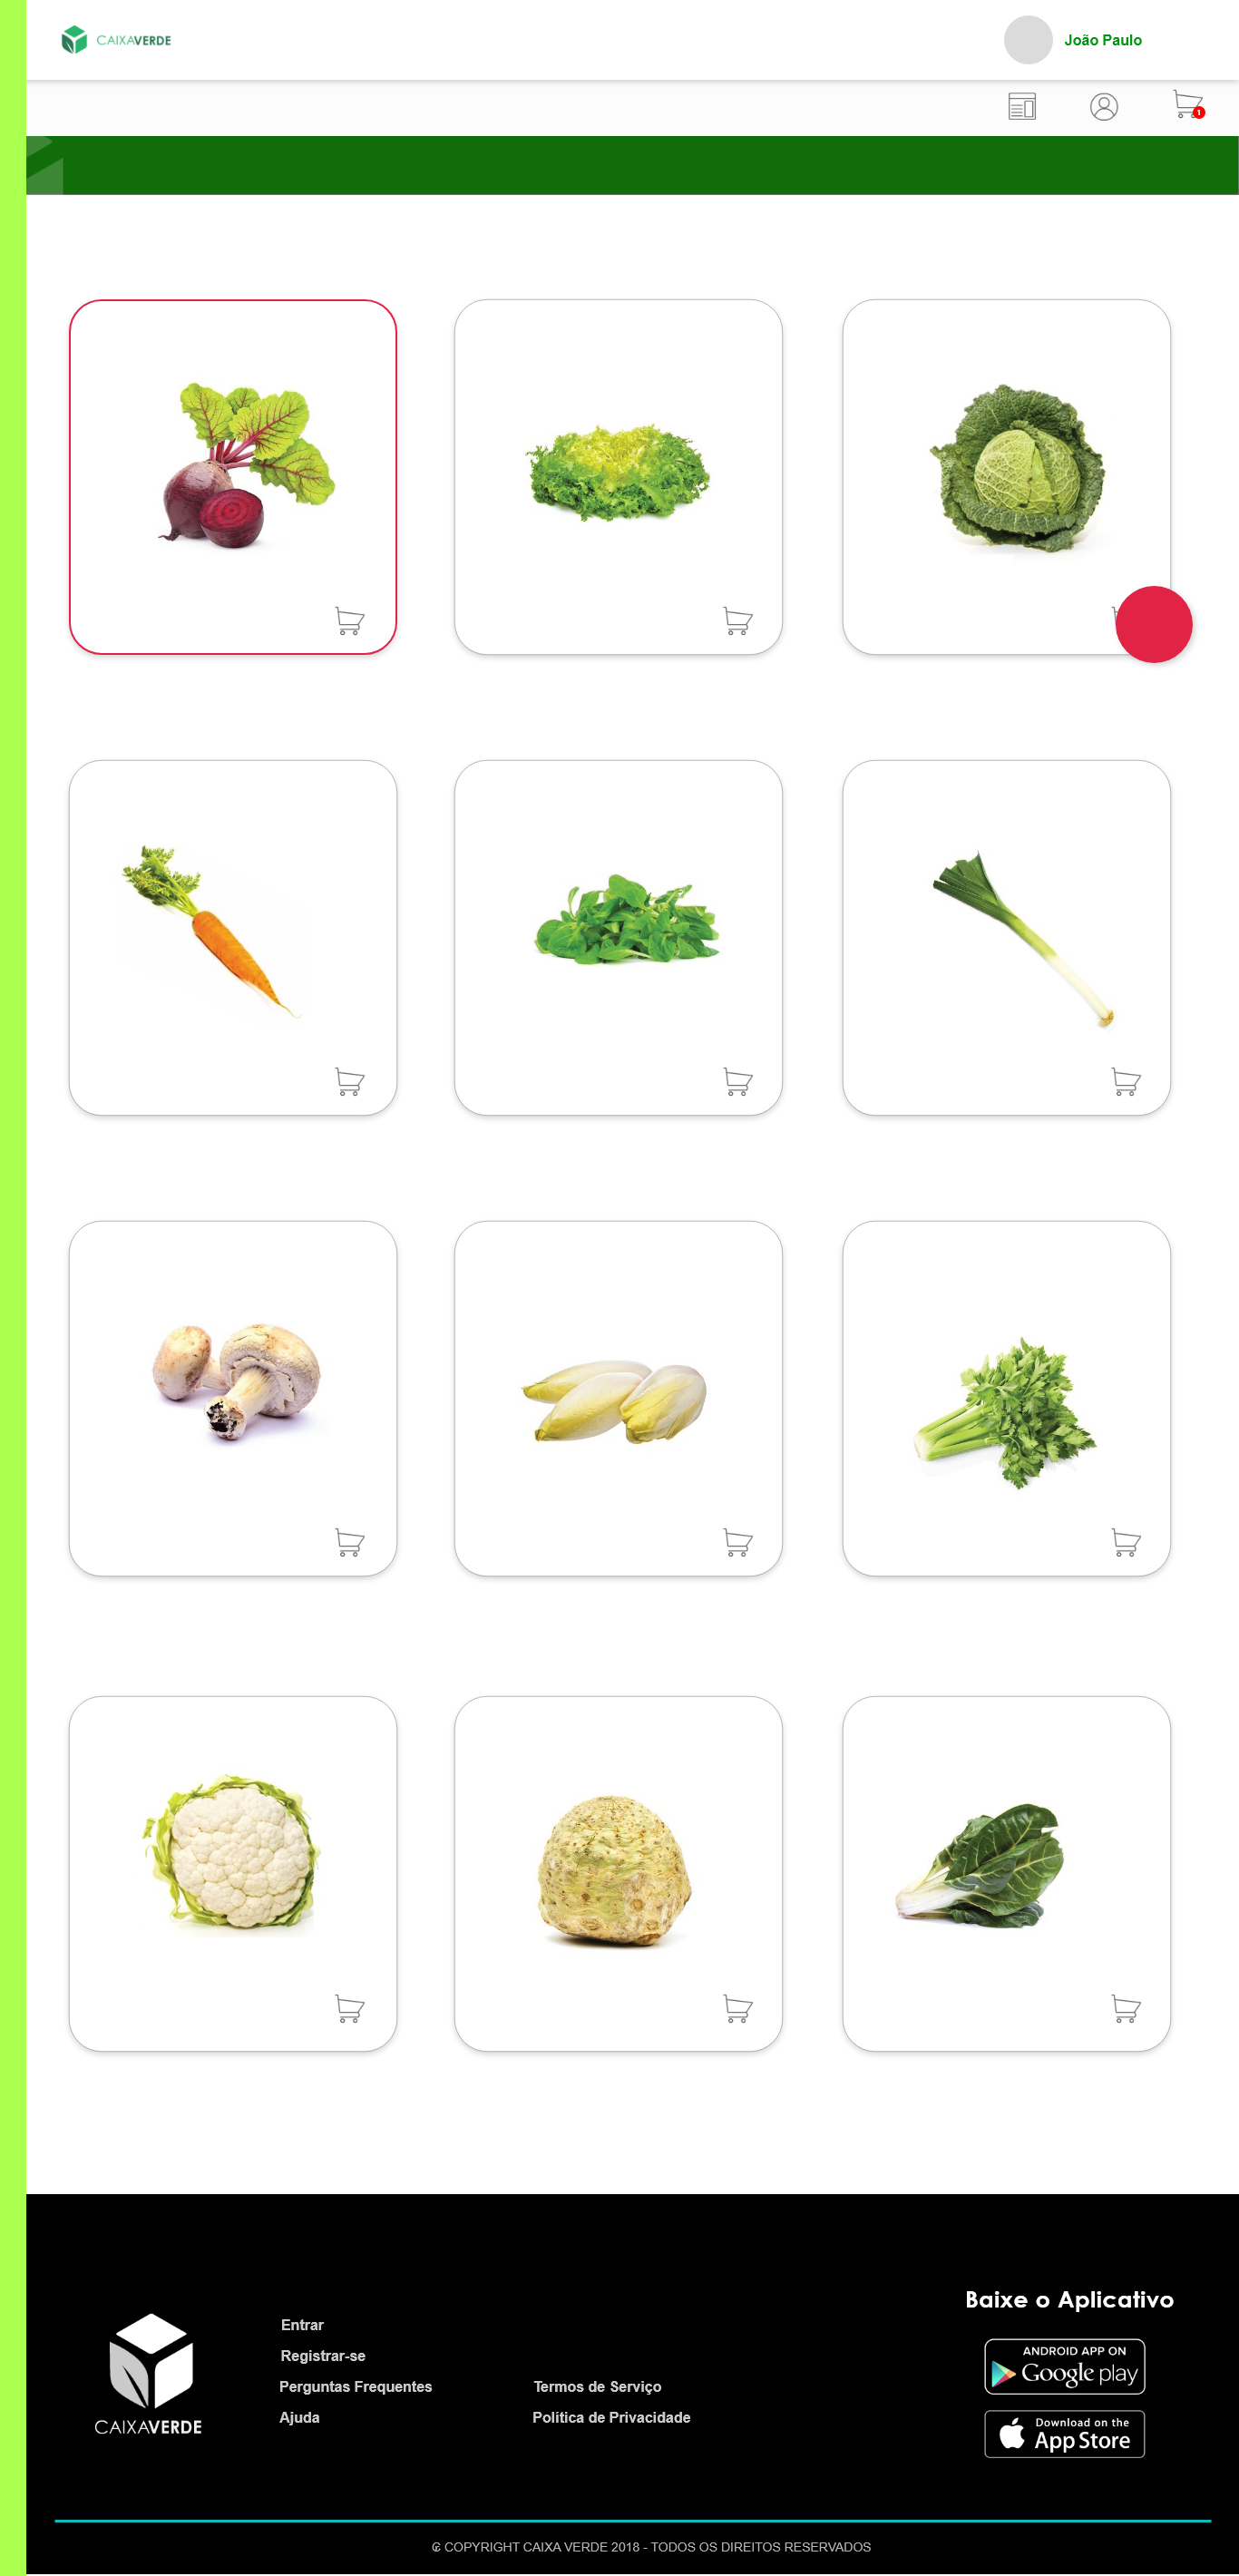 CAIXAVERDE
João Paulo
1
Baixe o Aplicativo
Entrar
Registrar-se
Perguntas Frequentes
Ajuda
Termos de Serviço
Politica de Privacidade
CAIXAVERDE
ANDROID APP ON
Google play
Download on the
App Store
₢ COPYRIGHT CAIXA VERDE 2018 - TODOS OS DIREITOS RESERVADOS